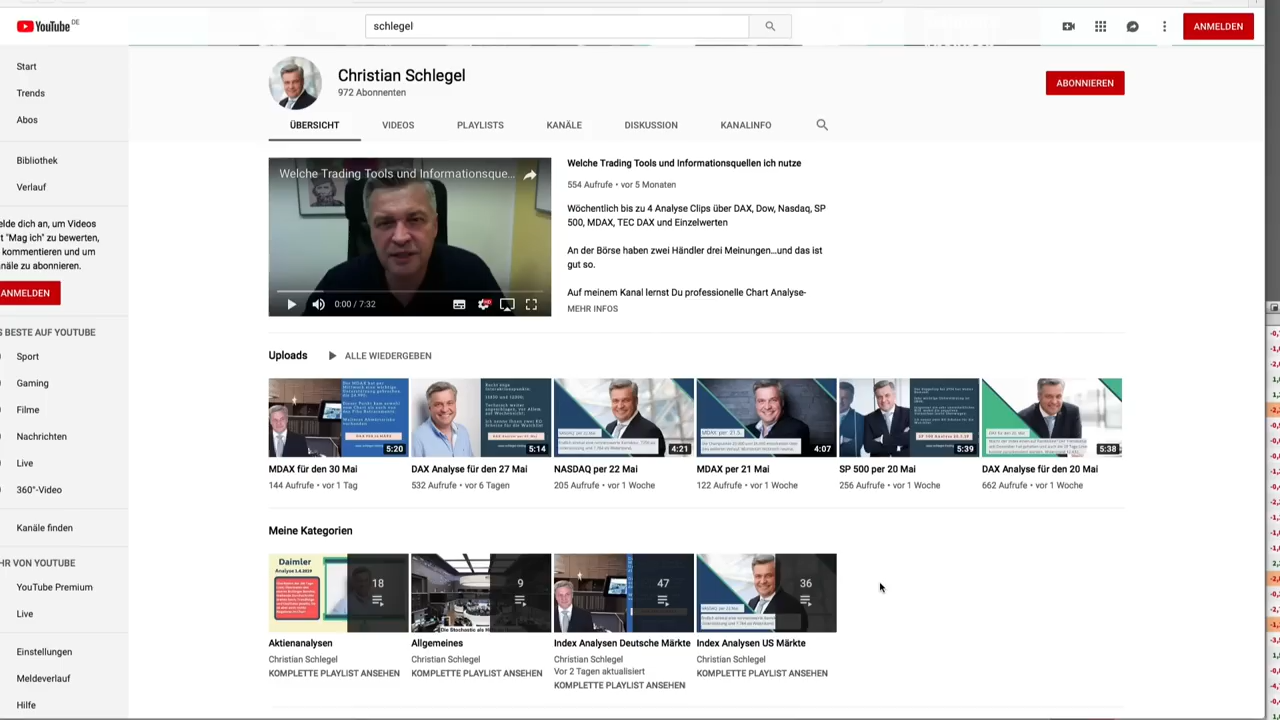 YouTube DE
schlegel
ANMELDEN
Start
Trends
Abos
Bibliothek
Verlauf
elde dich an, um Videos
t "Mag ich" zu bewerten,
kommentieren und um
näle zu abonnieren.
ANMELDEN
S BESTE AUF YOUTUBE
Sport
Gaming
Filme
Nachrichten
Live
360°-Video
Kanäle finden
HR VON YOUTUBE
YouTube Premium
Live
Einstellungen
Meldeverlauf
Hilfe
Christian Schlegel
972 Abonnenten
ABONNIEREN
ÜBERSICHT
VIDEOS
PLAYLISTS
KANÄLE
DISKUSSION
KANALINFO
Welche Trading Tools und Informationsque...
0:00 / 7:32
Welche Trading Tools und Informationsquellen ich nutze
554 Aufrufe • vor 5 Monaten
Wöchentlich bis zu 4 Analyse Clips über DAX, Dow, Nasdaq, SP
500, MDAX, TEC DAX und Einzelwerten
An der Börse haben zwei Händler drei Meinungen...und das ist
gut so.
Auf meinem Kanal lernst Du professionelle Chart Analyse-
MEHR INFOS
Uploads
ALLE WIEDERGEBEN
5:20
5:14
4:21
4:07
5:39
5:38
MDAX für den 30 Mai
144 Aufrufe • vor 1 Tag
DAX Analyse für den 27 Mai
532 Aufrufe • vor 6 Tagen
NASDAQ per 22 Mai
205 Aufrufe • vor 1 Woche
MDAX per 21 Mai
122 Aufrufe • vor 1 Woche
SP 500 per 20 Mai
256 Aufrufe • vor 1 Woche
DAX Analyse für den 20 Mai
662 Aufrufe • vor 1 Woche
Meine Kategorien
Daimler
18
9
47
36
Aktienanalysen
Christian Schlegel
KOMPLETTE PLAYLIST ANSEHEN
Allgemeines
Christian Schlegel
KOMPLETTE PLAYLIST ANSEHEN
Index Analysen Deutsche Märkte
Christian Schlegel
Vor 2 Tagen aktualisiert
KOMPLETTE PLAYLIST ANSEHEN
Index Analysen US Märkte
Christian Schlegel
KOMPLETTE PLAYLIST ANSEHEN